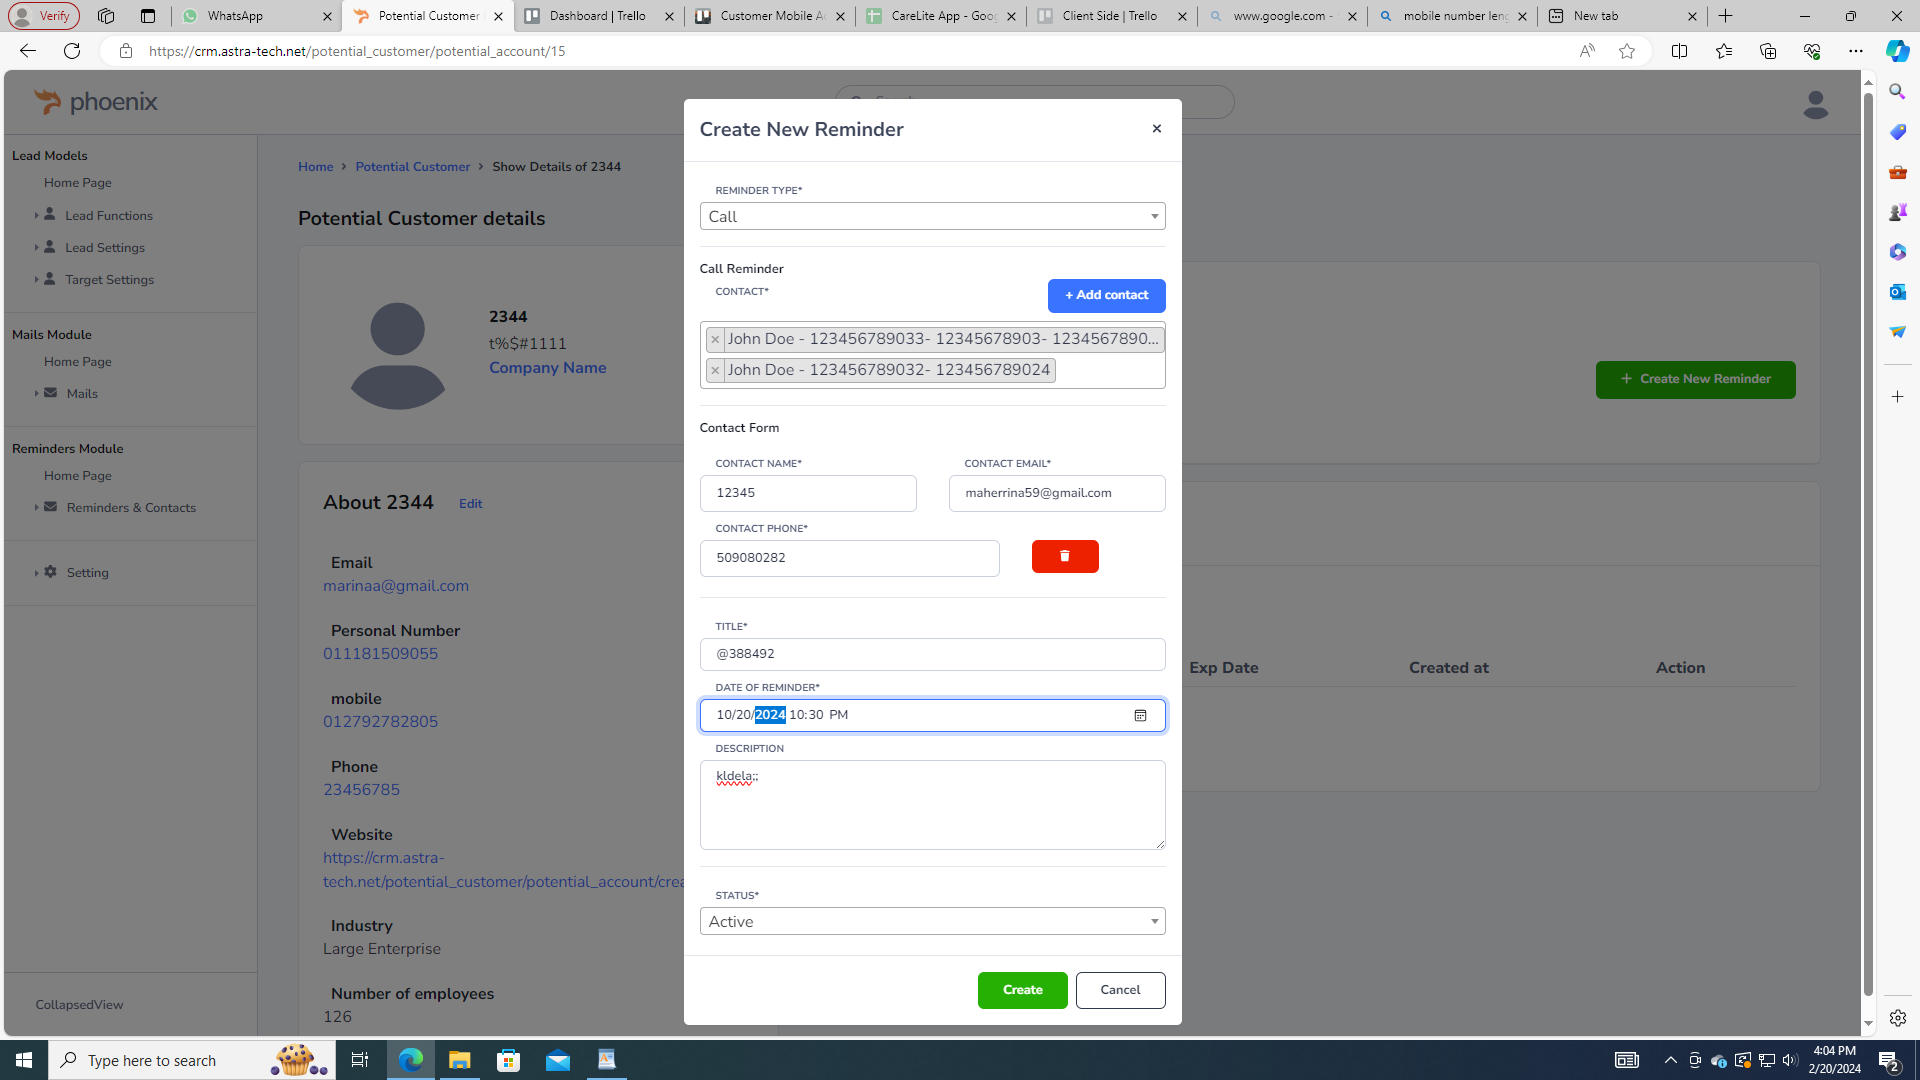 Verify
WhatsApp
Potential Customer
Dashboard | Trello
Customer Mobile A
CareLite App - Goog
Client Side | Trello
www.google.com -
mobile number leng
New tab
https://crm.astra-tech.net/potential_customer/potential_account/15
phoenix
Lead Models
Home Page
Lead Functions
Lead Settings
Target Settings
Mails Module
Home Page
Mails
Reminders Module
Home Page
Reminders & Contacts
Setting
CollapsedView
Home > Potential Customer > Show Details of 2344
Potential Customer details
2344
t%$#1111
Company Name
About 2344 Edit
Email
marinaa@gmail.com
Personal Number
011181509055
mobile
012792782805
Phone
23456785
Website
https://crm.astra-
tech.net/potential_customer/potential_account/crea
Industry
Large Enterprise
Number of employees
126
Create New Reminder
×
REMINDER TYPE*
Call
Call Reminder
CONTACT*
+ Add contact
× John Doe - 123456789033- 12345678903- 1234567890...
× John Doe - 123456789032- 123456789024
Contact Form
CONTACT NAME*
CONTACT EMAIL*
12345
maherrina59@gmail.com
CONTACT PHONE*
509080282
TITLE*
@388492
DATE OF REMINDER*
10/20/2024 10:30 PM
DESCRIPTION
kldela;;
STATUS*
Active
Create
Cancel
+ Create New Reminder
Exp Date
Created at
Action
Type here to search
4:04 PM
2/20/2024
2